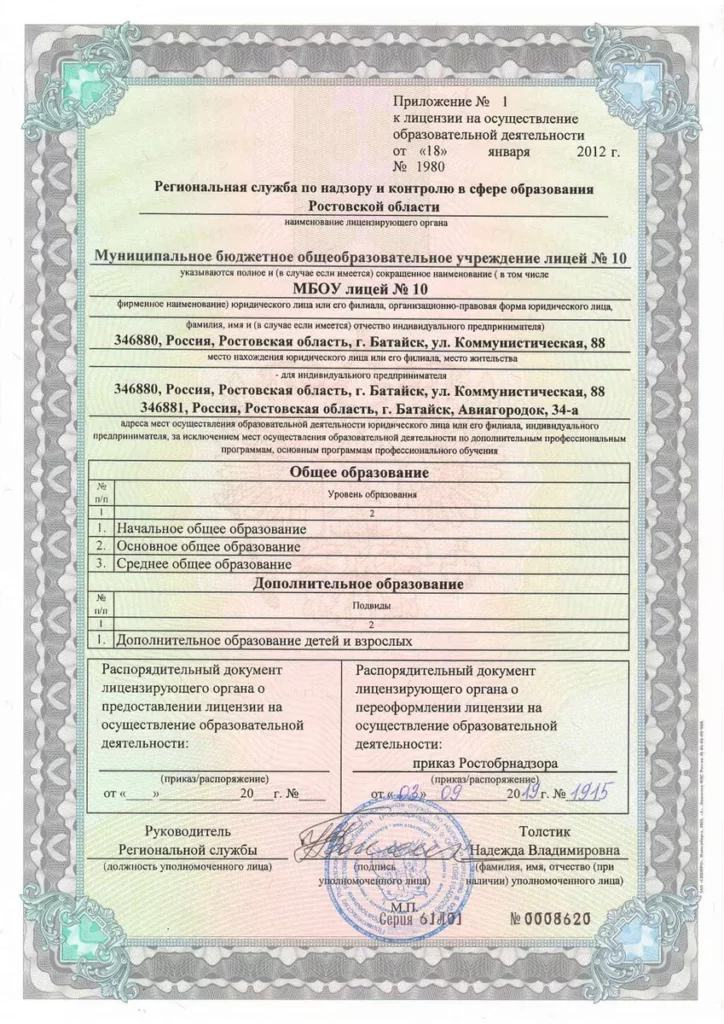 Приложение № 1
к лицензии на осуществление
образовательной деятельности
от «18» января 2012 г.
№ 1980
Региональная служба по надзору и контролю в сфере образования
Ростовской области
наименование лицензирующего органа
Муниципальное бюджетное общеобразовательное учреждение лицей № 10
указываются полное и (в случае если имеется) сокращенное наименование ( в том числе
МБОУ лицей № 10
фирменное наименование) юридического лица или его филиала, организационно-правовая форма юридического лица,
фамилия, имя и (в случае если имеется) отчество индивидуального предпринимателя)
346880, Россия, Ростовская область, г. Батайск, ул. Коммунистическая, 88
место нахождения юридического лица или его филиала, место жительства
- для индивидуального предпринимателя
346880, Россия, Ростовская область, г. Батайск, ул. Коммунистическая, 88
346881, Россия, Ростовская область, г. Батайск, Авиагородок, 34-а
адреса мест осуществления образовательной деятельности юридического лица или его филиала, индивидуального
предпринимателя, за исключением мест осуществления образовательной деятельности по дополнительным профессиональным
программам, основным программам профессионального обучения
Общее образование
№ п/п Уровень образования
1 2
1. Начальное общее образование
2. Основное общее образование
3. Среднее общее образование
Дополнительное образование
№ п/п Подвиды
1 2
1. Дополнительное образование детей и взрослых
Распорядительный документ
лицензирующего органа о
предоставлении лицензии на
осуществление образовательной
деятельности:
(приказ/распоряжение)
от «___»________20___г. №__
Распорядительный документ
лицензирующего органа о
переоформлении лицензии на
осуществление образовательной
деятельности:
приказ Ростобрнадзора
(приказ/распоряжение)
от «03» 09 2019г. № 1915
Руководитель
Региональной службы
(должность уполномоченного лица)
(подпись
уполномоченного лица)
Толстик
Надежда Владимировна
(фамилия, имя, отчество (при
наличии) уполномоченного лица)
М.П.
Серия 61Л01 № 0008620